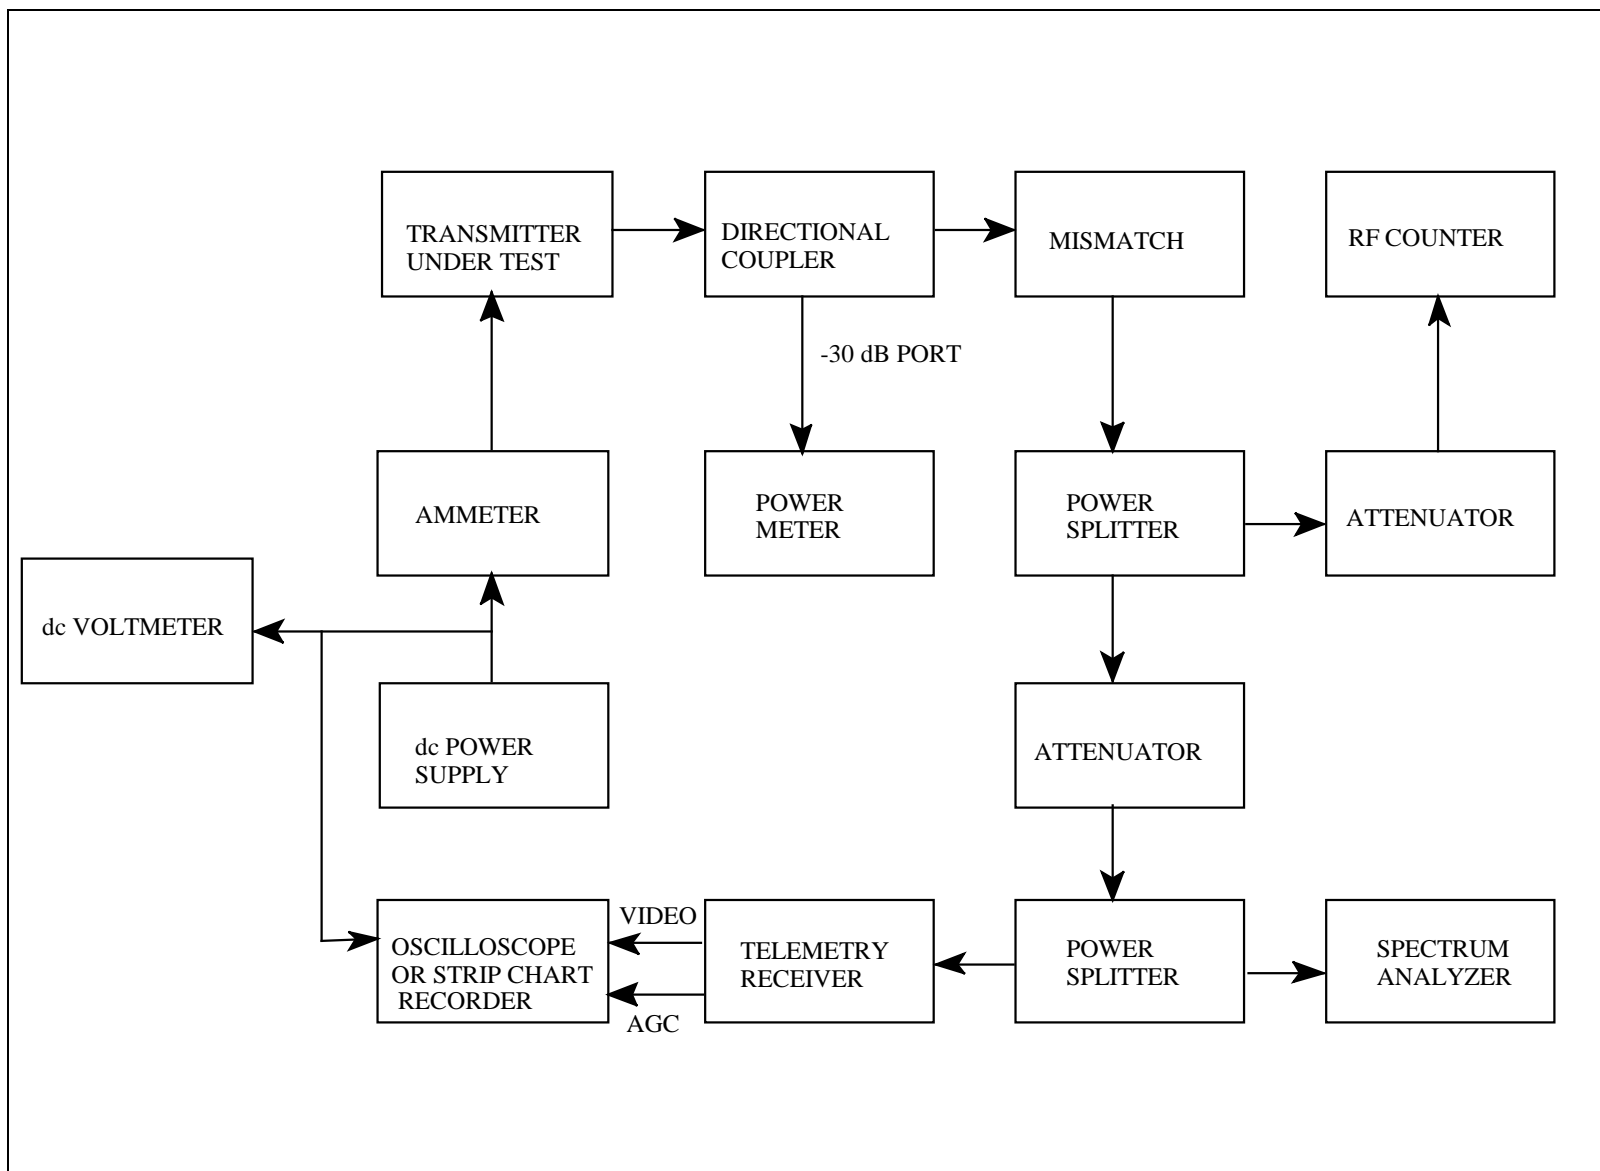 TRANSMITTER
UNDER TEST
DIRECTIONAL
COUPLER
MISMATCH
RF COUNTER
-30 dB PORT
AMMETER
POWER
METER
POWER
SPLITTER
ATTENUATOR
dc VOLTMETER
dc POWER
SUPPLY
ATTENUATOR
OSCILLOSCOPE
OR STRIP CHART
RECORDER
VIDEO
AGC
TELEMETRY
RECEIVER
POWER
SPLITTER
SPECTRUM
ANALYZER